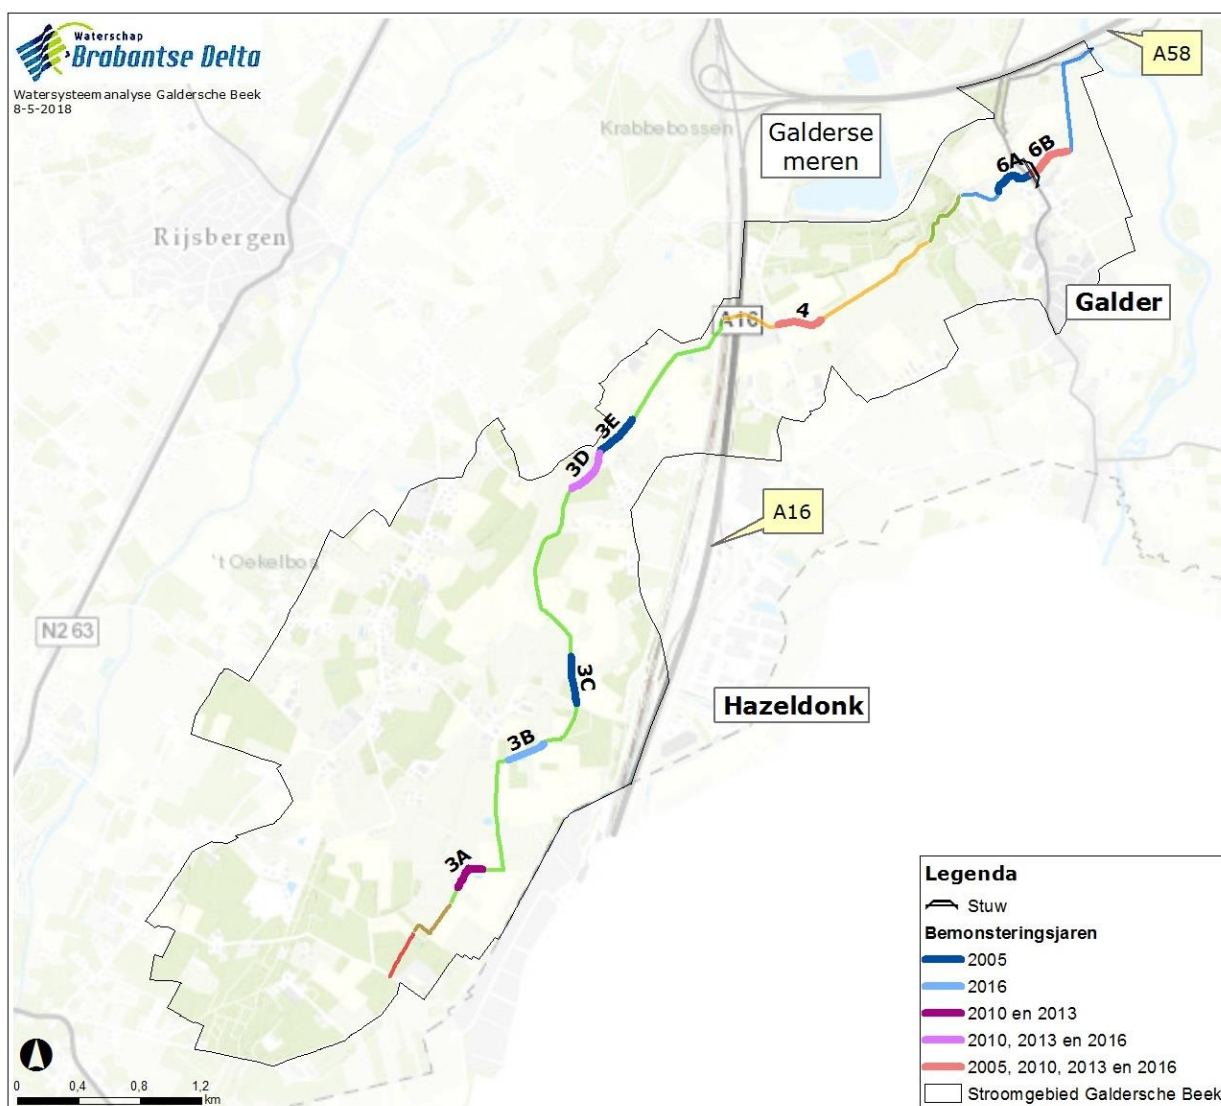 Waterschap
Brabantse Delta
Watersysteemanalyse Galdersche Beek
8-5-2018
A58
Krabbebossen
Galderse
meren
6A
6B
Rijsbergen
Galder
4
A16
3E
3D
A16
't Oekelbos
N263
3C
Hazeldonk
3B
3A
Legenda
Stuw
Bemonsteringsjaren
2005
2016
2010 en 2013
2010, 2013 en 2016
2005, 2010, 2013 en 2016
Stroomgebied Galdersche Beek
0 0,4 0,8 1,2
km